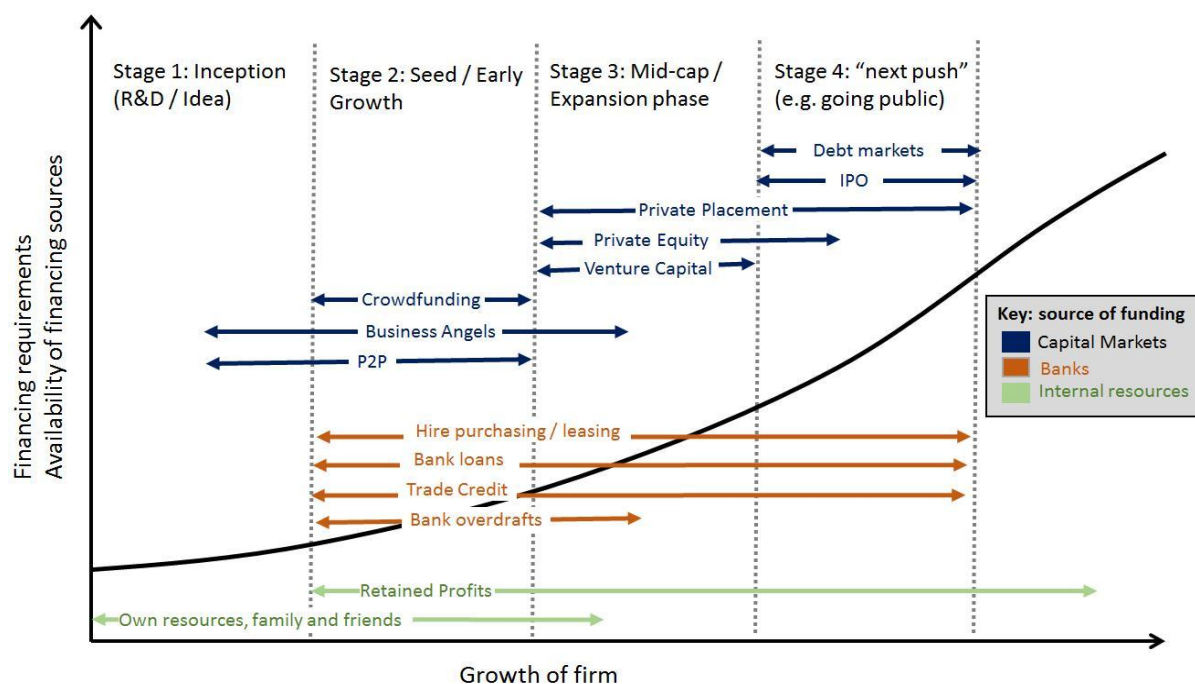 Stage 1: Inception
(R&D / Idea)
Stage 2: Seed / Early
Growth
Stage 3: Mid-cap /
Expansion phase
Stage 4: “next push”
(e.g. going public)
Debt markets
IPO
Private Placement
Private Equity
Venture Capital
Crowdfunding
Business Angels
P2P
Hire purchasing / leasing
Bank loans
Trade Credit
Bank overdrafts
Retained Profits
Own resources, family and friends
Key: source of funding
Capital Markets
Banks
Internal resources
Financing requirements
Availability of financing sources
Growth of firm